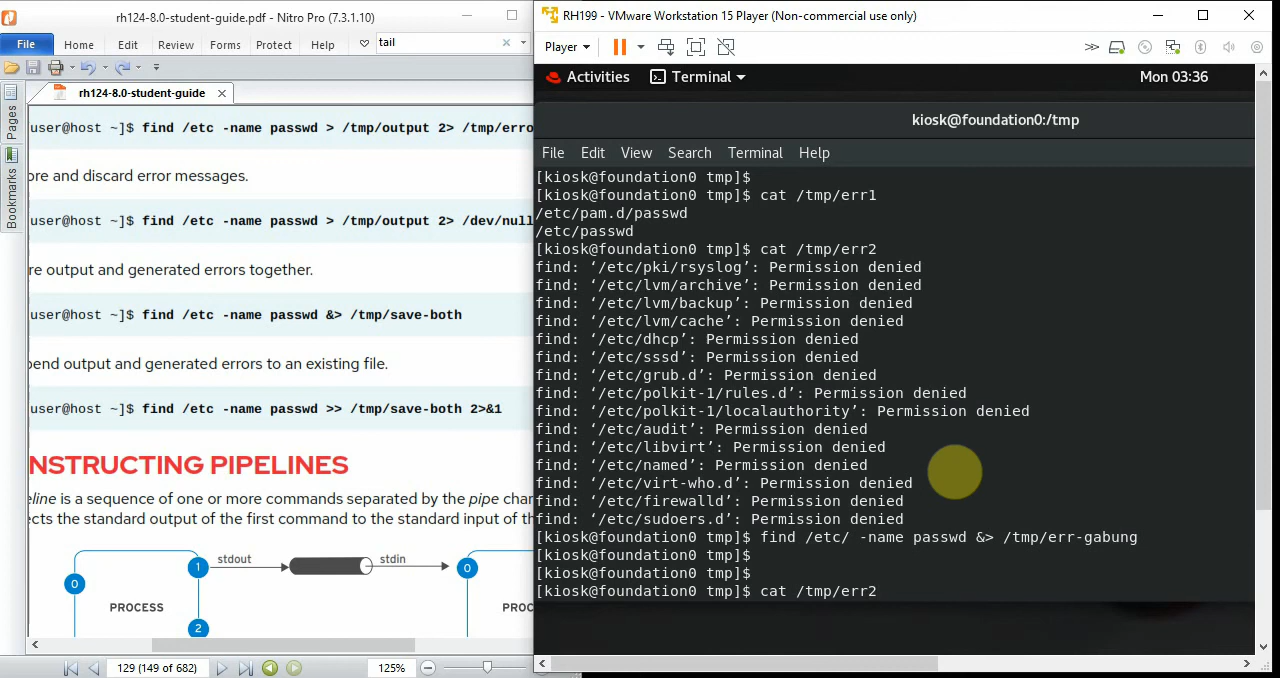 rh124-8.0-student-guide.pdf - Nitro Pro (7.3.1.10)
File Home Edit Review Forms Protect Help tail
rh124-8.0-student-guide
Pages
Bookmarks
user@host ~]$ find /etc -name passwd > /tmp/output 2> /tmp/erro
ore and discard error messages.
user@host ~]$ find /etc -name passwd > /tmp/output 2> /dev/null
re output and generated errors together.
user@host ~]$ find /etc -name passwd &> /tmp/save-both
pend output and generated errors to an existing file.
user@host ~]$ find /etc -name passwd >> /tmp/save-both 2>&1
NSTRUCTING PIPELINES
eline is a sequence of one or more commands separated by the pipe char
ects the standard output of the first command to the standard input of th
stdout stdin
0 1 0
PROCESS PROC
2
129 (149 of 682) 125%
RH199 - VMware Workstation 15 Player (Non-commercial use only)
Player
Activities Terminal Mon 03:36
kiosk@foundation0:/tmp
File Edit View Search Terminal Help
[kiosk@foundation0 tmp]$
[kiosk@foundation0 tmp]$ cat /tmp/err1
/etc/pam.d/passwd
/etc/passwd
[kiosk@foundation0 tmp]$ cat /tmp/err2
find: ‘/etc/pki/rsyslog’: Permission denied
find: ‘/etc/lvm/archive’: Permission denied
find: ‘/etc/lvm/backup’: Permission denied
find: ‘/etc/lvm/cache’: Permission denied
find: ‘/etc/dhcp’: Permission denied
find: ‘/etc/sssd’: Permission denied
find: ‘/etc/grub.d’: Permission denied
find: ‘/etc/polkit-1/rules.d’: Permission denied
find: ‘/etc/polkit-1/localauthority’: Permission denied
find: ‘/etc/audit’: Permission denied
find: ‘/etc/libvirt’: Permission denied
find: ‘/etc/named’: Permission denied
find: ‘/etc/virt-who.d’: Permission denied
find: ‘/etc/firewalld’: Permission denied
find: ‘/etc/sudoers.d’: Permission denied
[kiosk@foundation0 tmp]$ find /etc/ -name passwd &> /tmp/err-gabung
[kiosk@foundation0 tmp]$
[kiosk@foundation0 tmp]$
[kiosk@foundation0 tmp]$ cat /tmp/err2